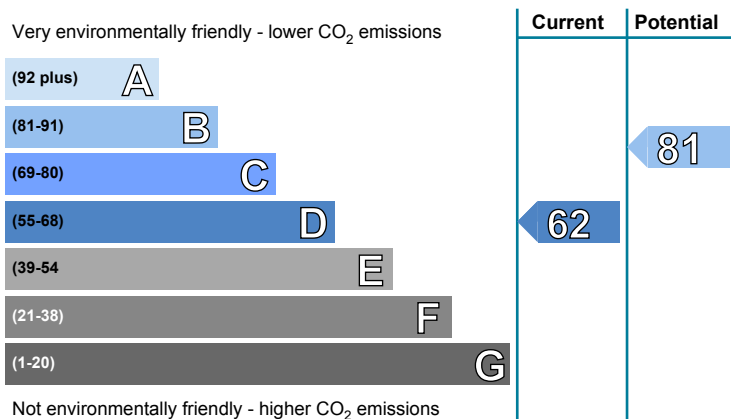 Very environmentally friendly - lower CO2 emissions
Current
Potential
(92 plus) A
(81-91) B
81
(69-80) C
(55-68) D
62
(39-54 E
(21-38) F
(1-20) G
Not environmentally friendly - higher CO2 emissions